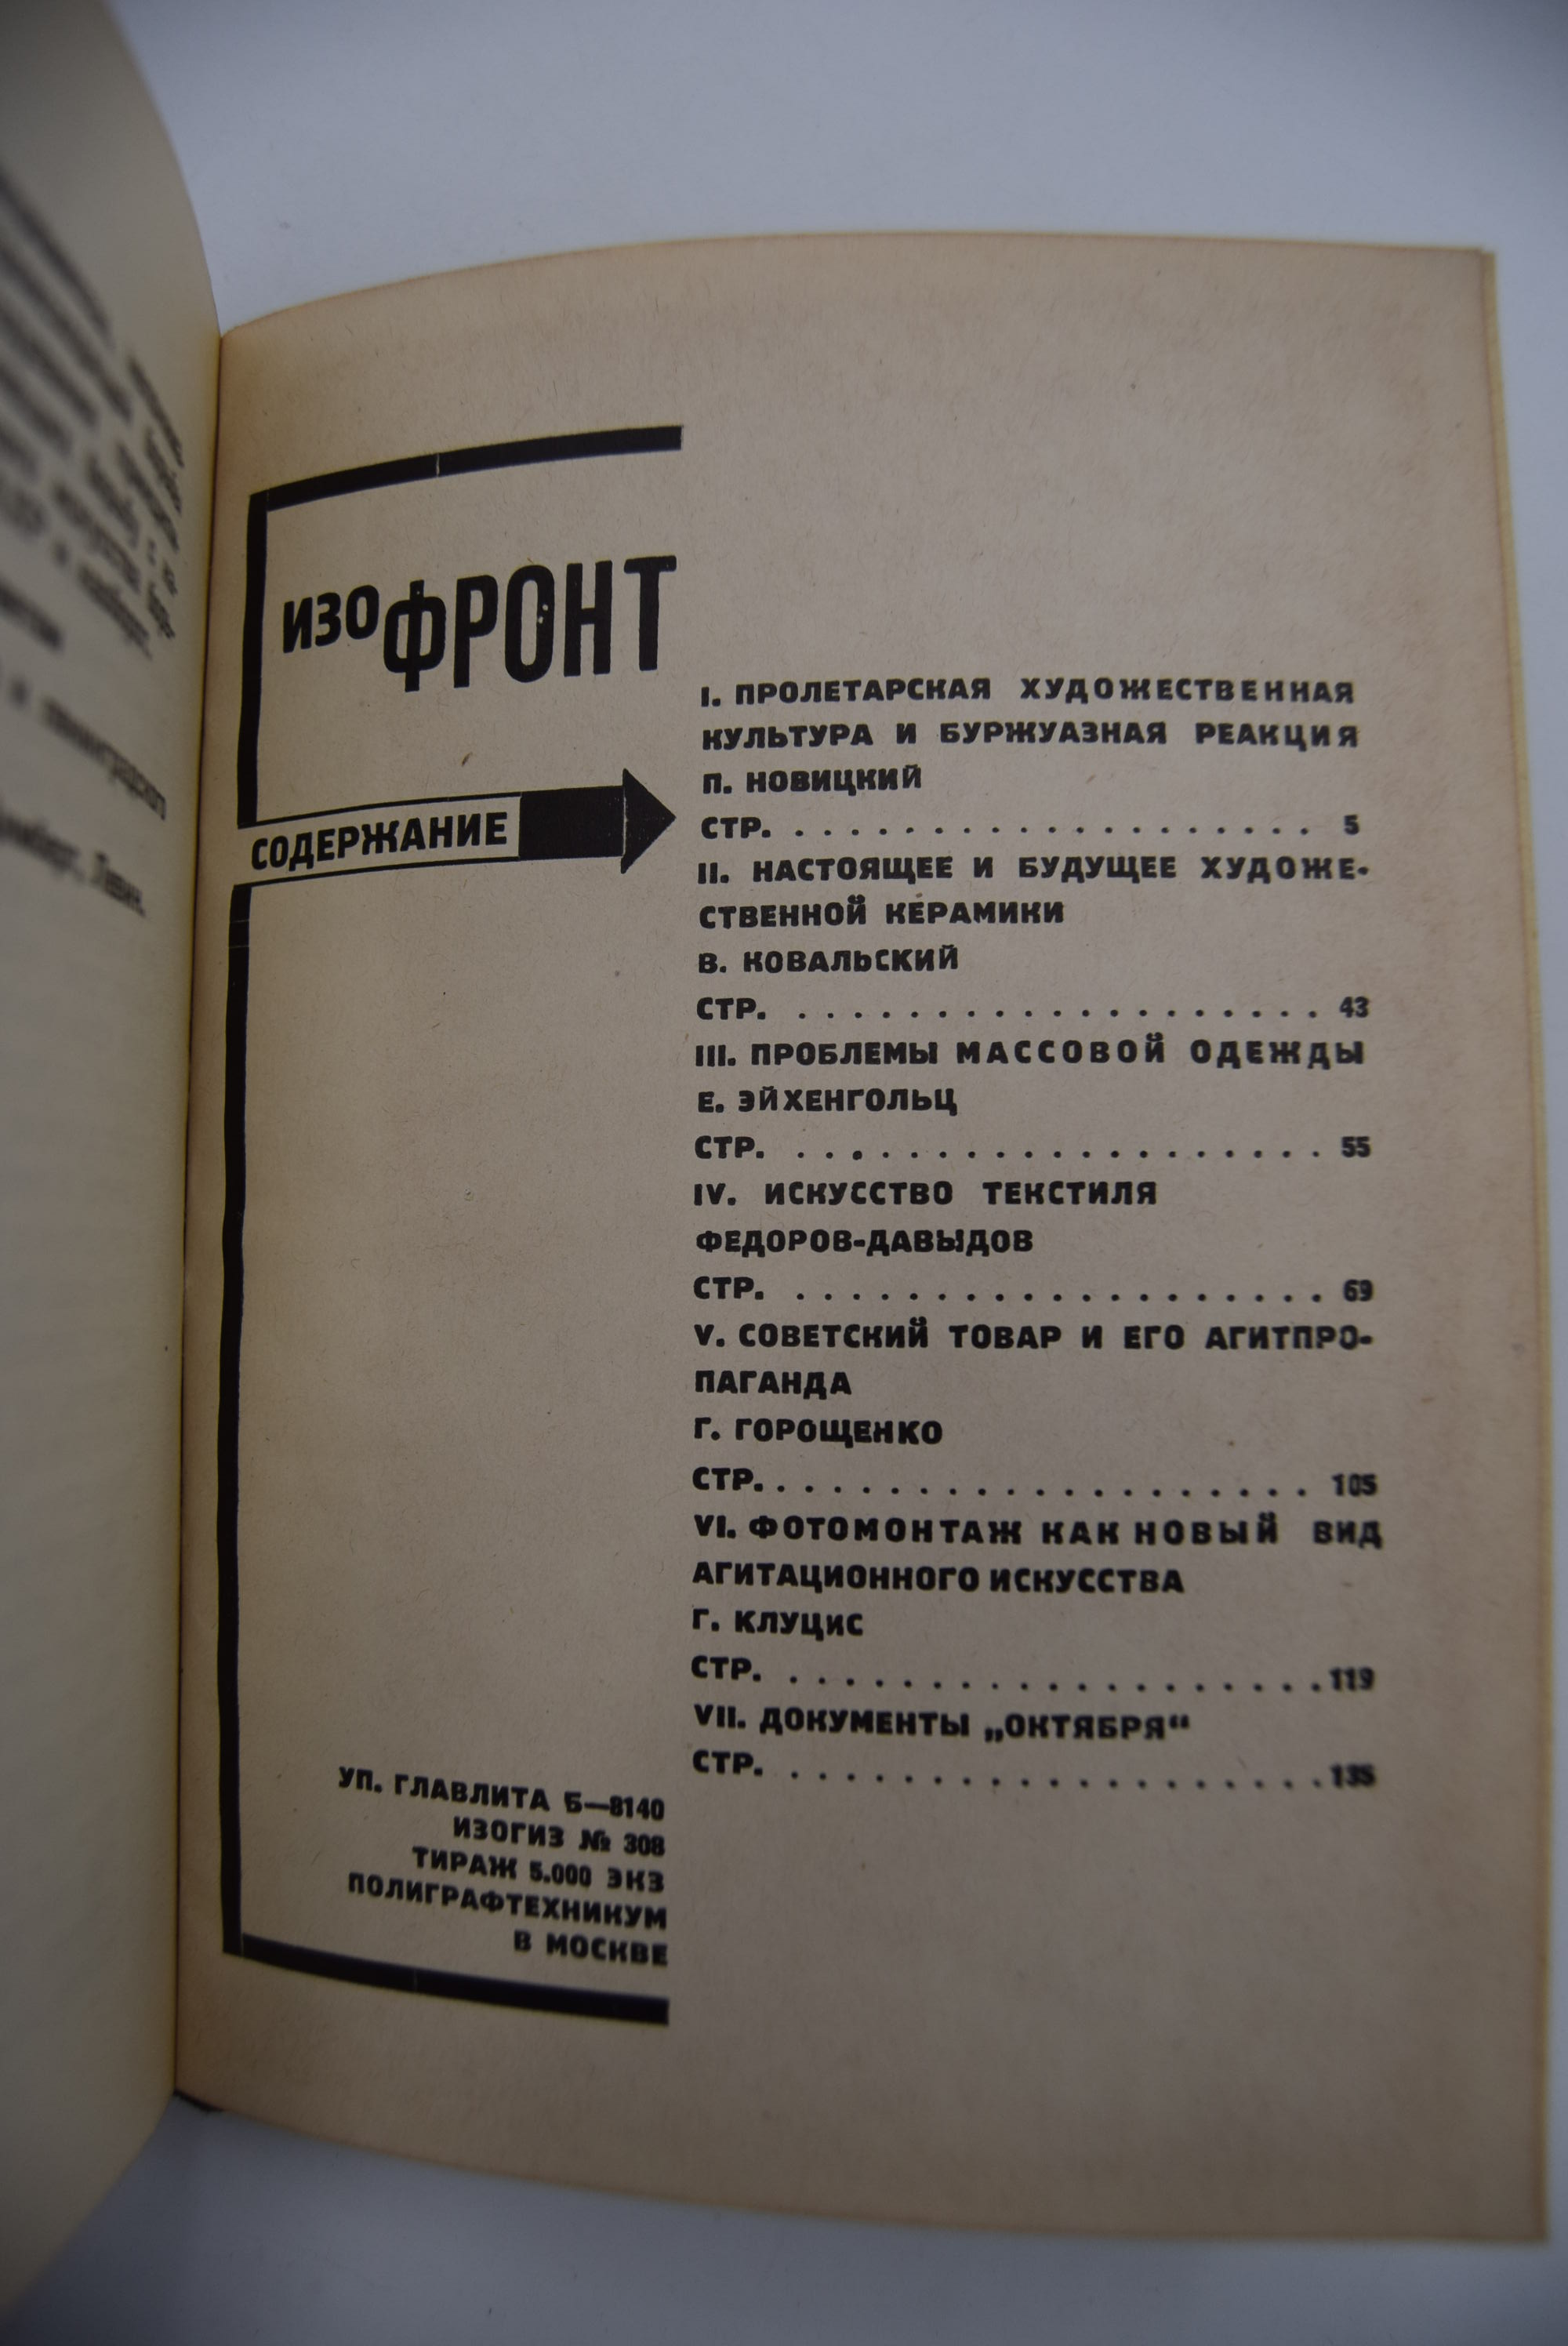 ИЗОФРОНТ
СОДЕРЖАНИЕ
I. ПРОЛЕТАРСКАЯ ХУДОЖЕСТВЕННАЯ
КУЛЬТУРА И БУРЖУАЗНАЯ РЕАКЦИЯ
П. НОВИЦКИЙ
СТР. . . . . . . . . . . . . . . . . . . . 5
II. НАСТОЯЩЕЕ И БУДУЩЕЕ ХУДОЖЕ-
СТВЕННОЙ КЕРАМИКИ
В. КОВАЛЬСКИЙ
СТР. . . . . . . . . . . . . . . . . . . . 43
III. ПРОБЛЕМЫ МАССОВОЙ ОДЕЖДЫ
Е. ЭЙХЕНГОЛЬЦ
СТР. . . . . . . . . . . . . . . . . . . . 55
IV. ИСКУССТВО ТЕКСТИЛЯ
ФЕДОРОВ-ДАВЫДОВ
СТР. . . . . . . . . . . . . . . . . . . . 69
V. СОВЕТСКИЙ ТОВАР И ЕГО АГИТПРО-
ПАГАНДА
Г. ГОРОЩЕНКО
СТР. . . . . . . . . . . . . . . . . . . . 105
VI. ФОТОМОНТАЖ КАК НОВЫЙ ВИД
АГИТАЦИОННОГО ИСКУССТВА
Г. КЛУЦИС
СТР. . . . . . . . . . . . . . . . . . . . 119
VII. ДОКУМЕНТЫ „ОКТЯБРЯ“
СТР. . . . . . . . . . . . . . . . . . . . 135
УП. ГЛАВЛИТА Б—8140
ИЗОГИЗ № 308
ТИРАЖ 5.000 ЭКЗ
ПОЛИГРАФТЕХНИКУМ
В МОСКВЕ